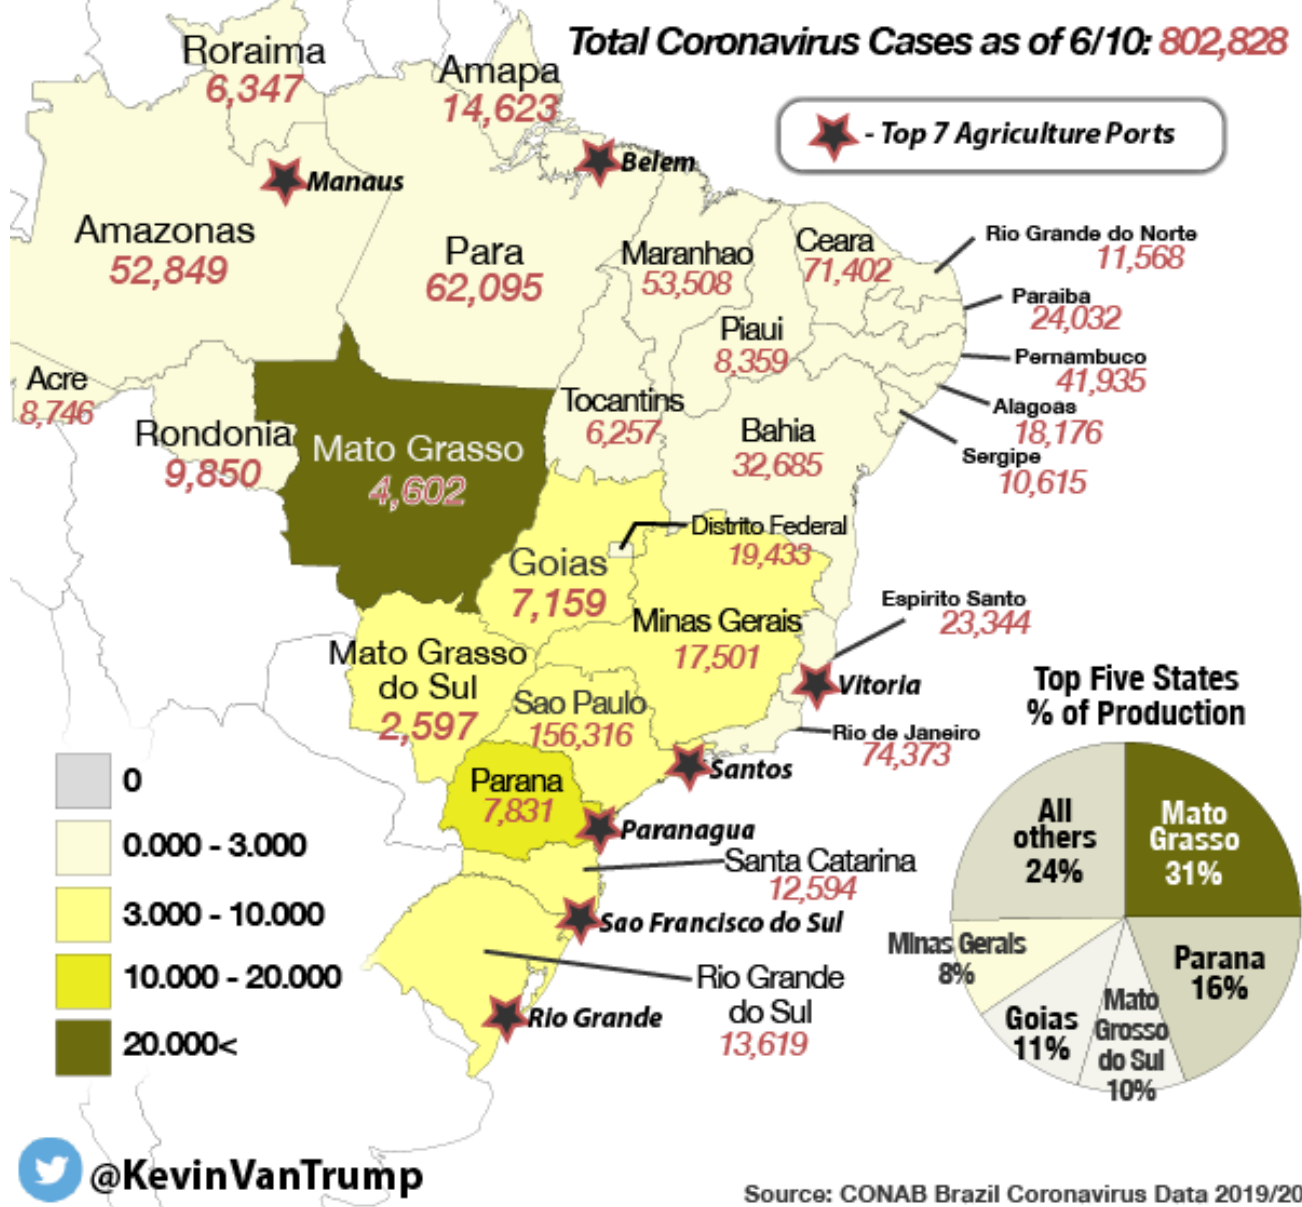 Total Coronavirus Cases as of 6/10: 802,828
- Top 7 Agriculture Ports
Roraima
6,347
Amapa
14,623
Belem
Manaus
Amazonas
52,849
Para
62,095
Maranhao
53,508
Ceara
71,402
Rio Grande do Norte
11,568
Paraiba
24,032
Piaui
8,359
Pernambuco
41,935
Acre
8,746
Rondonia
9,850
Mato Grasso
4,602
Tocantins
6,257
Bahia
32,685
Alagoas
18,176
Sergipe
10,615
Distrito Federal
19,433
Goias
7,159
Minas Gerais
17,501
Espirito Santo
23,344
Vitoria
Mato Grasso
do Sul
2,597
Sao Paulo
156,316
Rio de Janeiro
74,373
Santos
Parana
7,831
Paranagua
Santa Catarina
12,594
Sao Francisco do Sul
Rio Grande
do Sul
13,619
Rio Grande
0
0.000 - 3.000
3.000 - 10.000
10.000 - 20.000
20.000<
Top Five States
% of Production
All
others
24%
Mato
Grasso
31%
Minas Gerais
8%
Parana
16%
Goias
11%
Mato
Grosso
do Sul
10%
@KevinVanTrump
Source: CONAB Brazil Coronavirus Data 2019/20